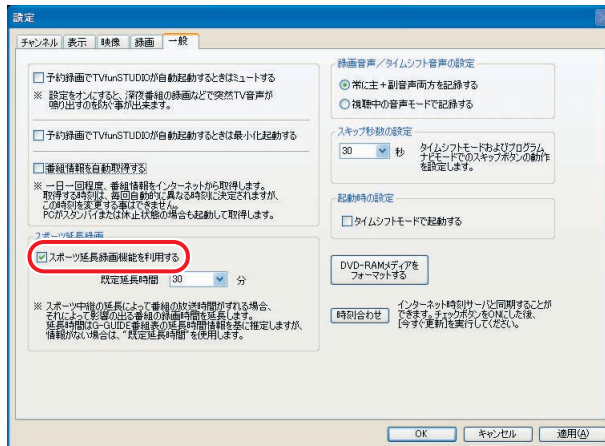 設定
チャンネル 表示 映像 録画 一般
予約録画でTVfunSTUDIOが自動起動するときはミュートする
※ 設定をオンにすると、深夜番組の録画などで突然TV音声が
鳴り出すのを防ぐ事が出来ます。
予約録画でTVfunSTUDIOが自動起動するときは最小化起動する
番組情報を自動取得する
※ 一日一回程度、番組情報をインターネットから取得します。
取得する時刻は、毎回自動的に異なる時刻に決定されますが、
この時刻を変更する事はできません。
PCがスタンバイまたは休止状態の場合も起動して取得します。
スポーツ延長録画
スポーツ延長録画機能を利用する
既定延長時間 30 分
※ スポーツ中継の延長によって番組の放送時間がずれる場合、
それによって影響の出る番組の録画時間を延長します。
延長時間はG-GUIDE番組表の延長時間情報を基に推定しますが、
情報がない場合は、"既定延長時間"を使用します。
録画音声/タイムシフト音声の設定
常に主+副音声両方を記録する
視聴中の音声モードで記録する
スキップ秒数の設定
30 秒
タイムシフトモードおよびプログラム
ナビモードでのスキップボタンの動作
を設定します。
起動時の設定
タイムシフトモードで起動する
DVD-RAMメディアを
フォーマットする
時刻合わせ
インターネット時刻サーバと同期することが
できます。チェックボタンをONにした後、
[今すぐ更新]を実行してください。
OK キャンセル 適用(A)